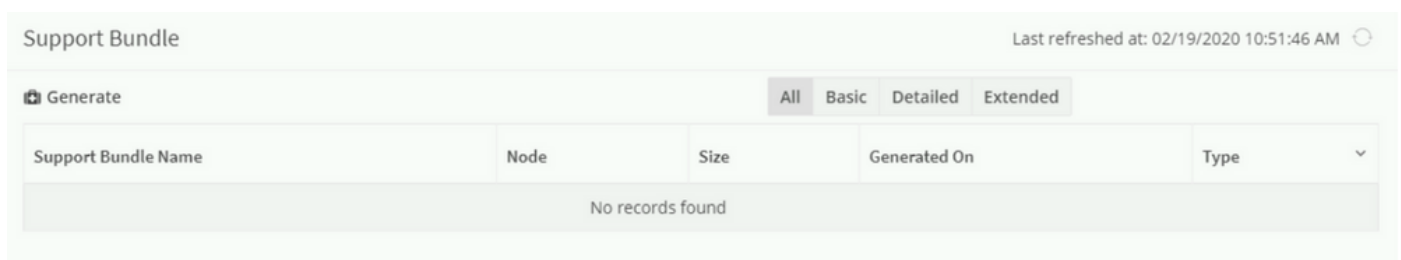 Support Bundle
Last refreshed at: 02/19/2020 10:51:46 AM
Generate
All Basic Detailed Extended
Support Bundle Name Node Size Generated On Type
No records found